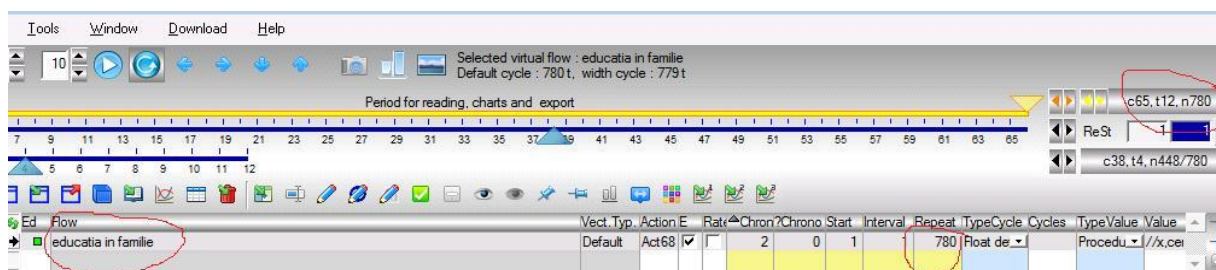 Tools Window Download Help
10 Selected virtual flow : educatia in familie
Default cycle : 780 t, width cycle : 779 t
Period for reading, charts and export
c65, t12, n780
7 9 11 13 15 17 19 21 23 25 27 29 31 33 35 37 39 41 43 45 47 49 51 53 55 57 59 61 63 65
ReSt 1 1
5 6 7 8 9 10 11 12
c38, t4, n448/780
Ed Flow Vect.Typ. Action E Rate Chron? Chrono Start Interval Repeat TypeCycle Cycles TypeValue Value
educatia in familie Default Act68 2 0 1 1 780 Float de Procedu //x,cei